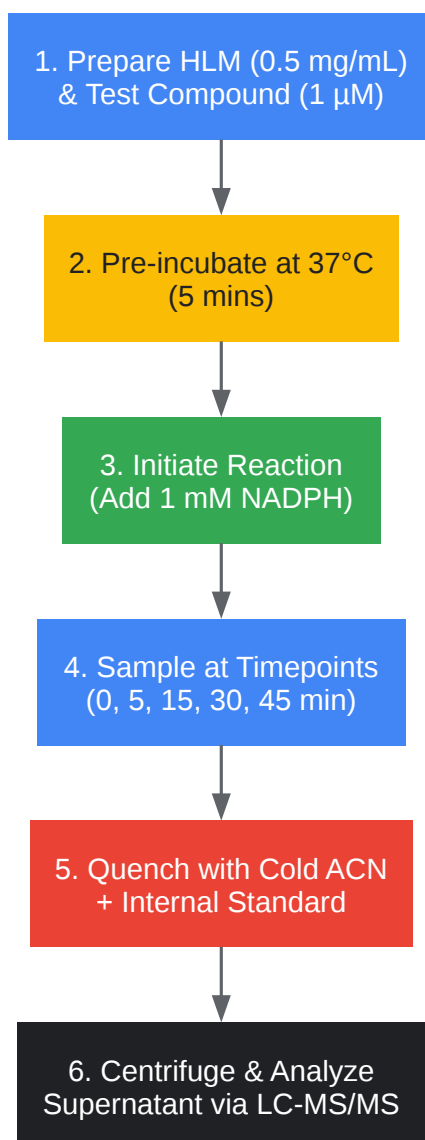 1. Prepare HLM (0.5 mg/mL)
& Test Compound (1 µM)
2. Pre-incubate at 37°C
(5 mins)
3. Initiate Reaction
(Add 1 mM NADPH)
4. Sample at Timepoints
(0, 5, 15, 30, 45 min)
5. Quench with Cold ACN
+ Internal Standard
6. Centrifuge & Analyze
Supernatant via LC-MS/MS